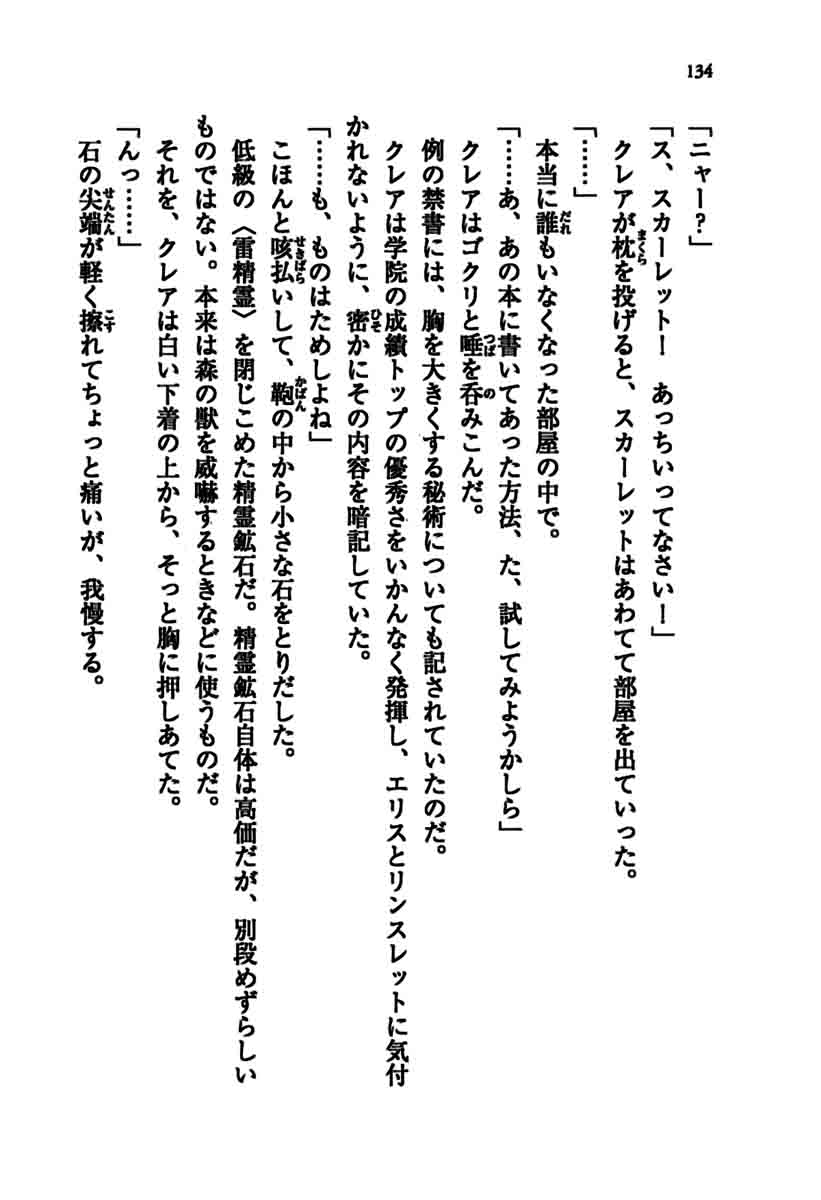 134
「ニャー?」
「ス、スカーレット! あっちいってなさい!」
クレアが枕を投げると、スカーレットはあわてて部屋を出ていった。
「……」
本当に誰もいなくなった部屋の中で。
「……あ、あの本に書いてあった方法、た、試してみようかしら」
クレアはゴクリと唾を呑みこんだ。
例の禁書には、胸を大きくする秘術についても記されていたのだ。
クレアは学院の成績トップの優秀さをいかんなく発揮し、エリスとリンスレットに気付
かれないように、密かにその内容を暗記していた。
「……も、ものはためしよね」
こほんと咳払いして、鞄の中から小さな石をとりだした。
低級の〈雷精霊〉を閉じこめた精霊鉱石だ。精霊鉱石自体は高価だが、別段めずらしい
ものではない。本来は森の獣を威嚇するときなどに使うものだ。
それを、クレアは白い下着の上から、そっと胸に押しあてた。
「んっ……」
石の尖端が軽く擦れてちょっと痛いが、我慢する。